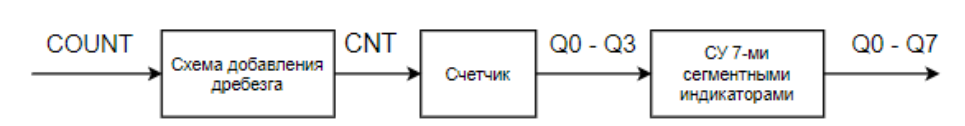 COUNT
Схема добавления
дребезга
CNT
Счетчик
Q0 - Q3
СУ 7-ми
сегментными
индикаторами
Q0 - Q7